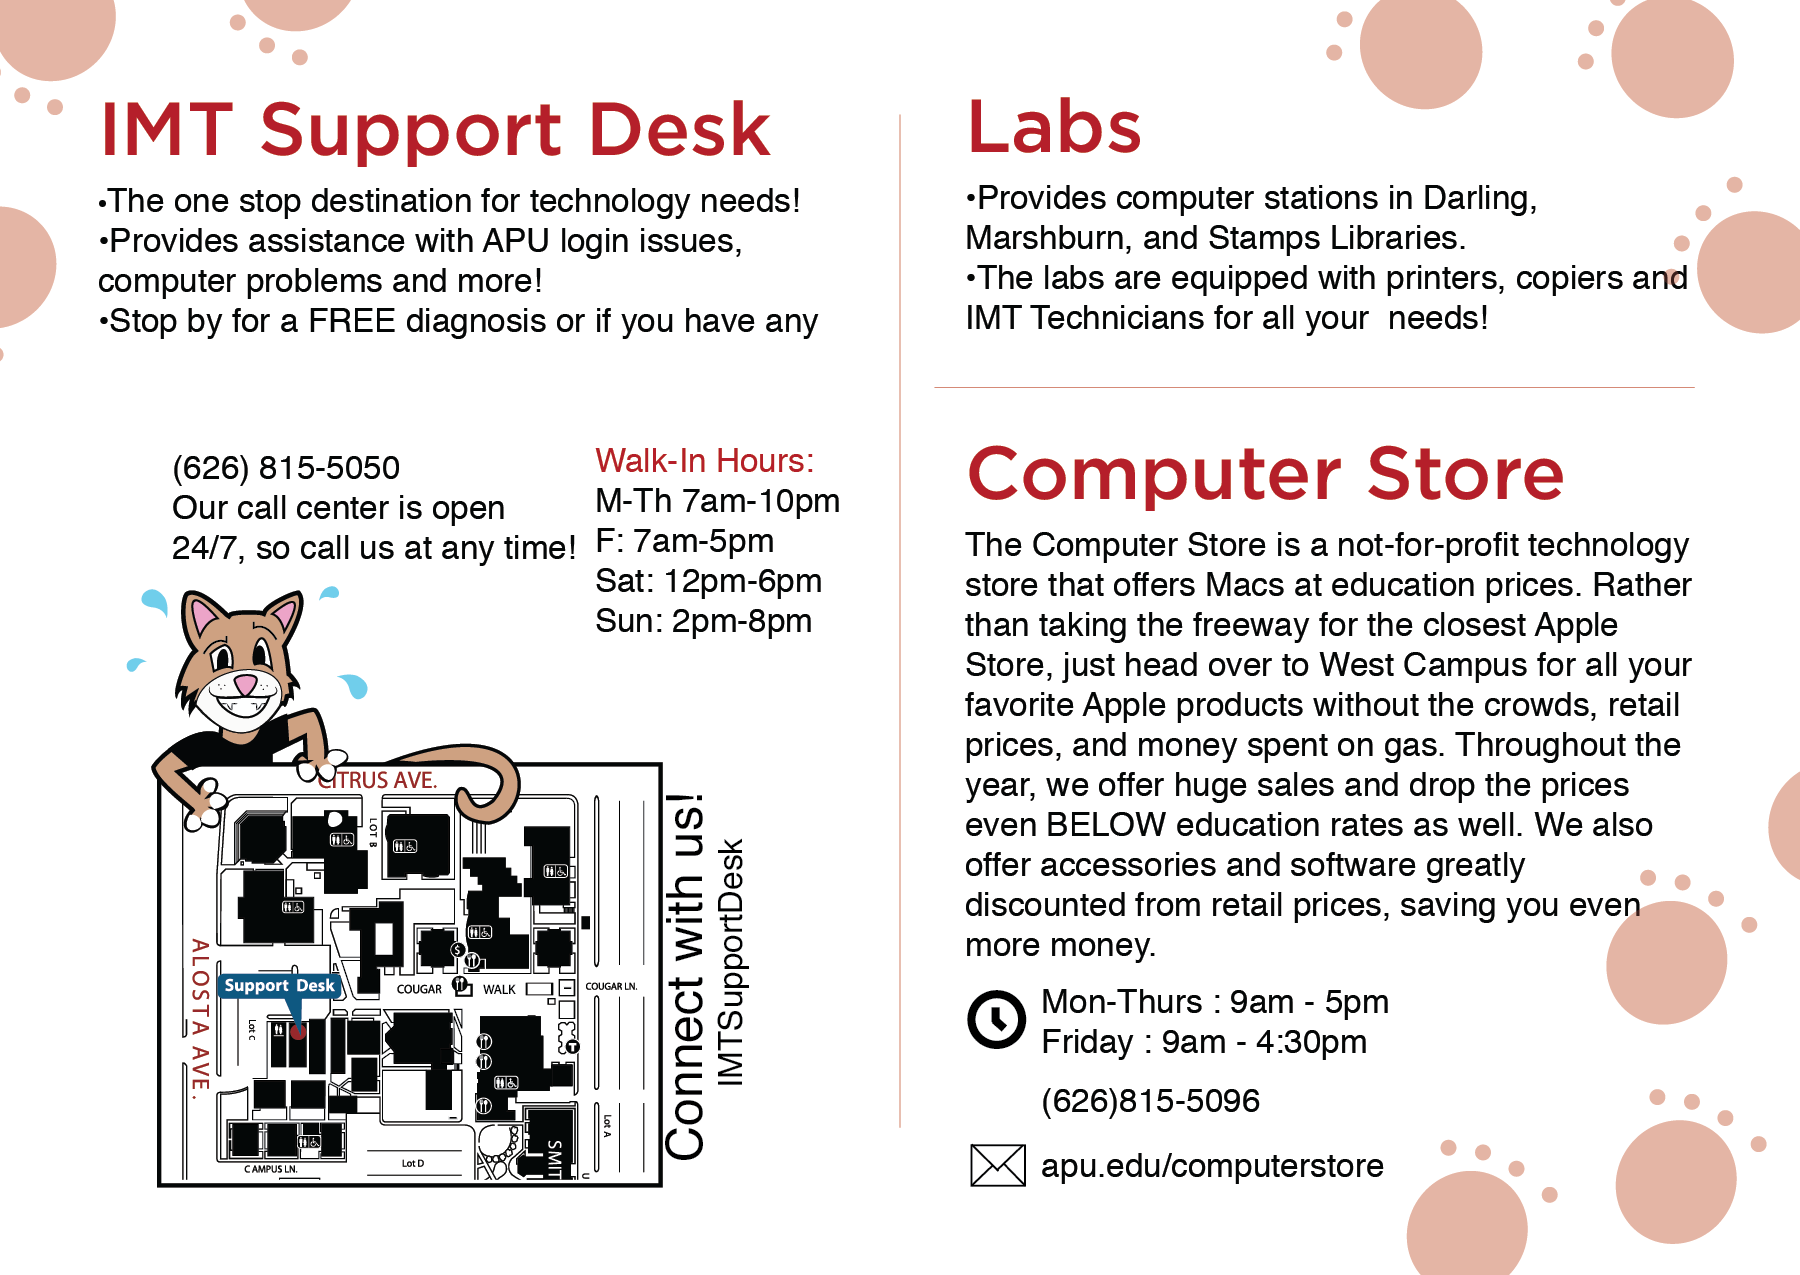 IMT Support Desk
•The one stop destination for technology needs!
•Provides assistance with APU login issues,
computer problems and more!
•Stop by for a FREE diagnosis or if you have any
(626) 815-5050
Our call center is open
24/7, so call us at any time!
Walk-In Hours:
M-Th 7am-10pm
F: 7am-5pm
Sat: 12pm-6pm
Sun: 2pm-8pm
CITRUS AVE.
LOT B
ALOSTA AVE.
Support Desk
COUGAR WALK
COUGAR LN.
Lot C
$
T
Lot A
SMIT
U
CAMPUS LN.
Lot D
Connect with us!
IMTSupportDesk
Labs
•Provides computer stations in Darling,
Marshburn, and Stamps Libraries.
•The labs are equipped with printers, copiers and
IMT Technicians for all your  needs!
Computer Store
The Computer Store is a not-for-profit technology
store that offers Macs at education prices. Rather
than taking the freeway for the closest Apple
Store, just head over to West Campus for all your
favorite Apple products without the crowds, retail
prices, and money spent on gas. Throughout the
year, we offer huge sales and drop the prices
even BELOW education rates as well. We also
offer accessories and software greatly
discounted from retail prices, saving you even
more money.
Mon-Thurs : 9am - 5pm
Friday : 9am - 4:30pm
(626)815-5096
apu.edu/computerstore